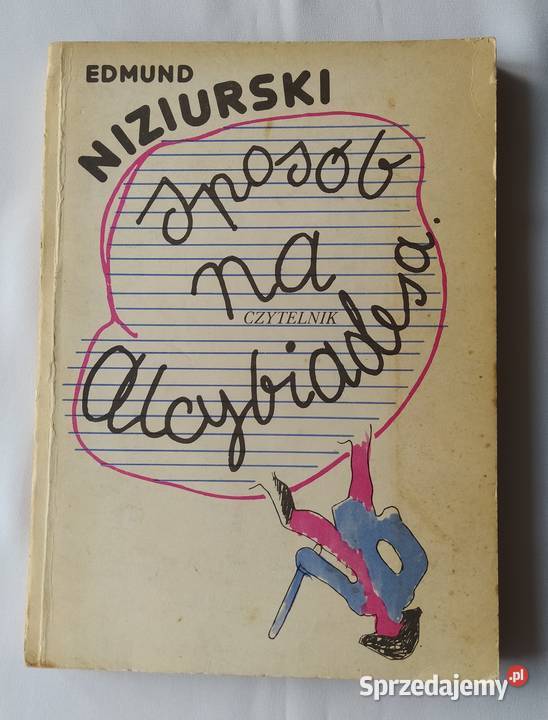 EDMUND
NIZIURSKI
sposób
na
CZYTELNIK
Alcybiadesa.
Sprzedajemy.pl